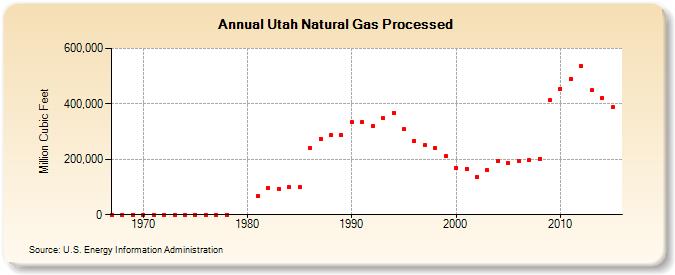 Annual Utah Natural Gas Processed
Million Cubic Feet
600,000
400,000
200,000
0
1970 1980 1990 2000 2010
Source: U.S. Energy Information Administration